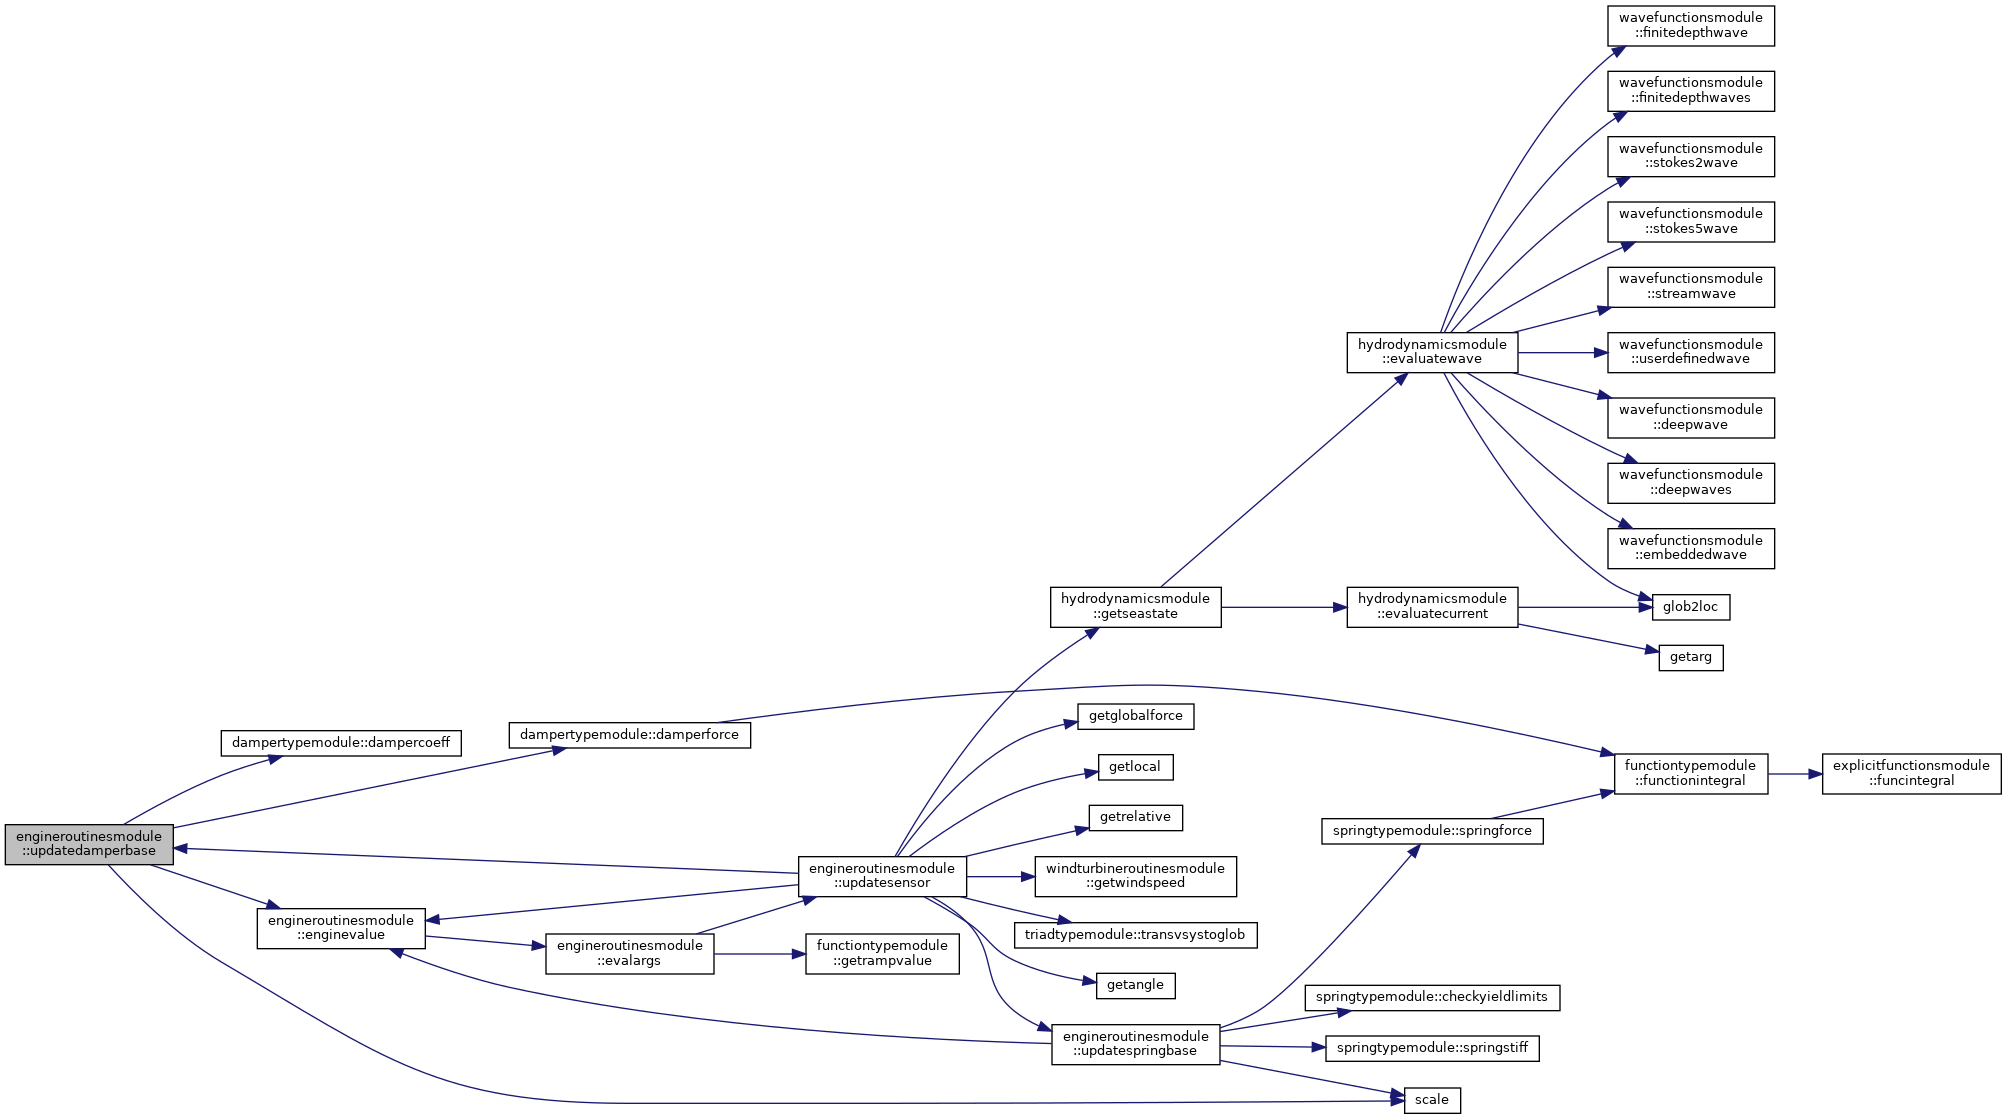 wavefunctionsmodule
::finitedepthwave
wavefunctionsmodule
::finitedepthwaves
wavefunctionsmodule
::stokes2wave
wavefunctionsmodule
::stokes5wave
wavefunctionsmodule
::streamwave
hydrodynamicsmodule
::evaluatewave
wavefunctionsmodule
::userdefinedwave
wavefunctionsmodule
::deepwave
wavefunctionsmodule
::deepwaves
wavefunctionsmodule
::embeddedwave
hydrodynamicsmodule
::getseastate
hydrodynamicsmodule
::evaluatecurrent
glob2loc
getarg
getglobalforce
dampertypemodule::dampercoeff
dampertypemodule::damperforce
getlocal
functiontypemodule
::functionintegral
explicitfunctionsmodule
::funcintegral
getrelative
springtypemodule::springforce
engineroutinesmodule
::updatedamperbase
engineroutinesmodule
::updatesensor
windturbineroutinesmodule
::getwindspeed
engineroutinesmodule
::enginevalue
triadtypemodule::transvsystoglob
engineroutinesmodule
::evalargs
functiontypemodule
::getrampvalue
getangle
springtypemodule::checkyieldlimits
engineroutinesmodule
::updatespringbase
springtypemodule::springstiff
scale